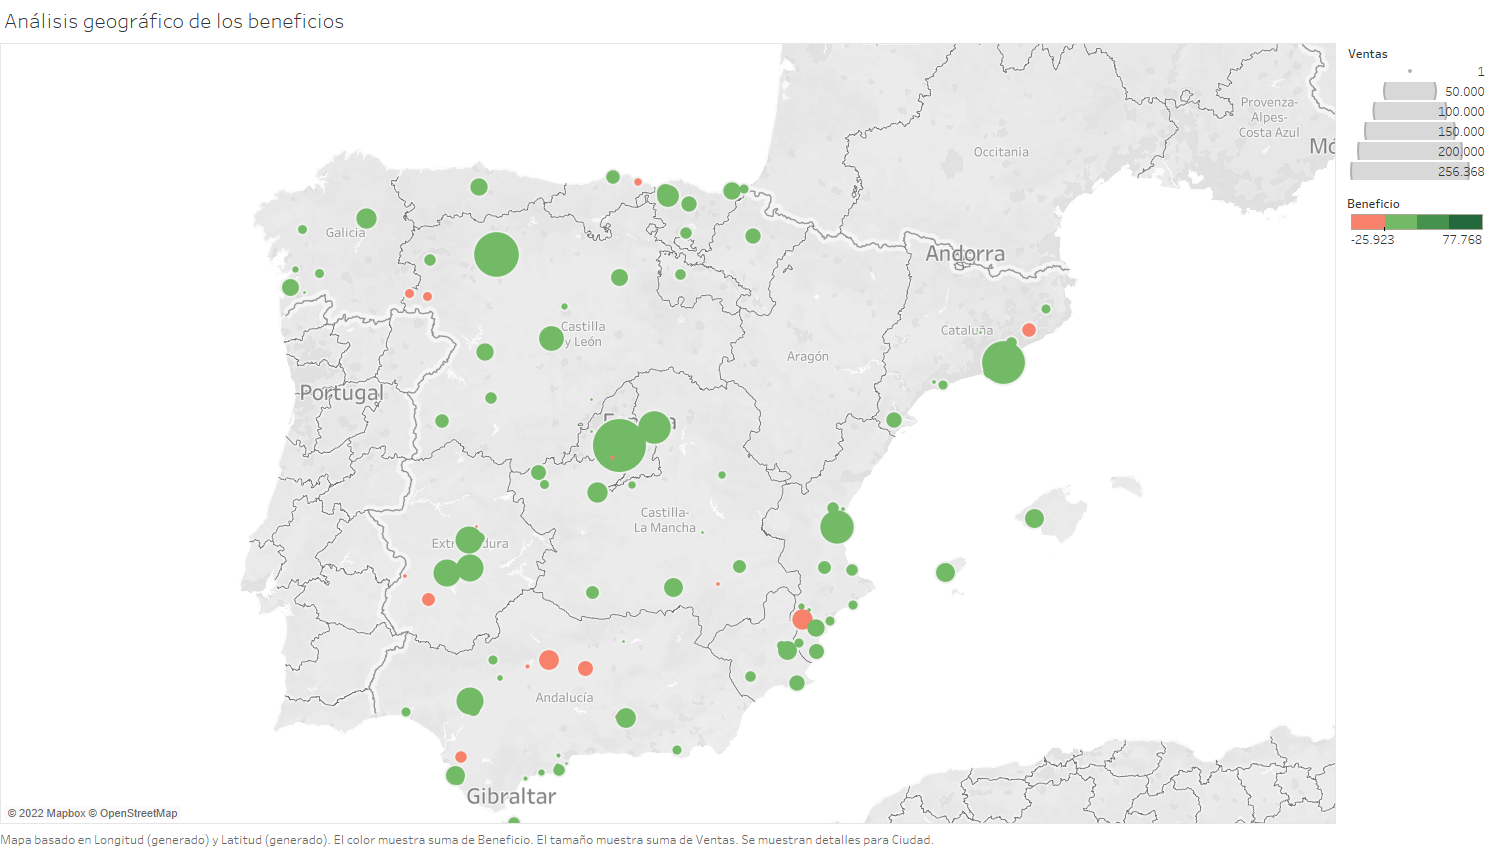 Análisis geográfico de los beneficios
Ventas
1
50.000
100.000
150.000
200.000
256.368
Beneficio
-25.923 77.768
Provenza-
Alpes-
Costa Azul
Occitania
Galicia
Andorra
Castilla
y León
Cataluña
Aragón
Portugal
Castilla-
La Mancha
Andalucía
Gibraltar
© 2022 Mapbox © OpenStreetMap
Mapa basado en Longitud (generado) y Latitud (generado). El color muestra suma de Beneficio. El tamaño muestra suma de Ventas. Se muestran detalles para Ciudad.